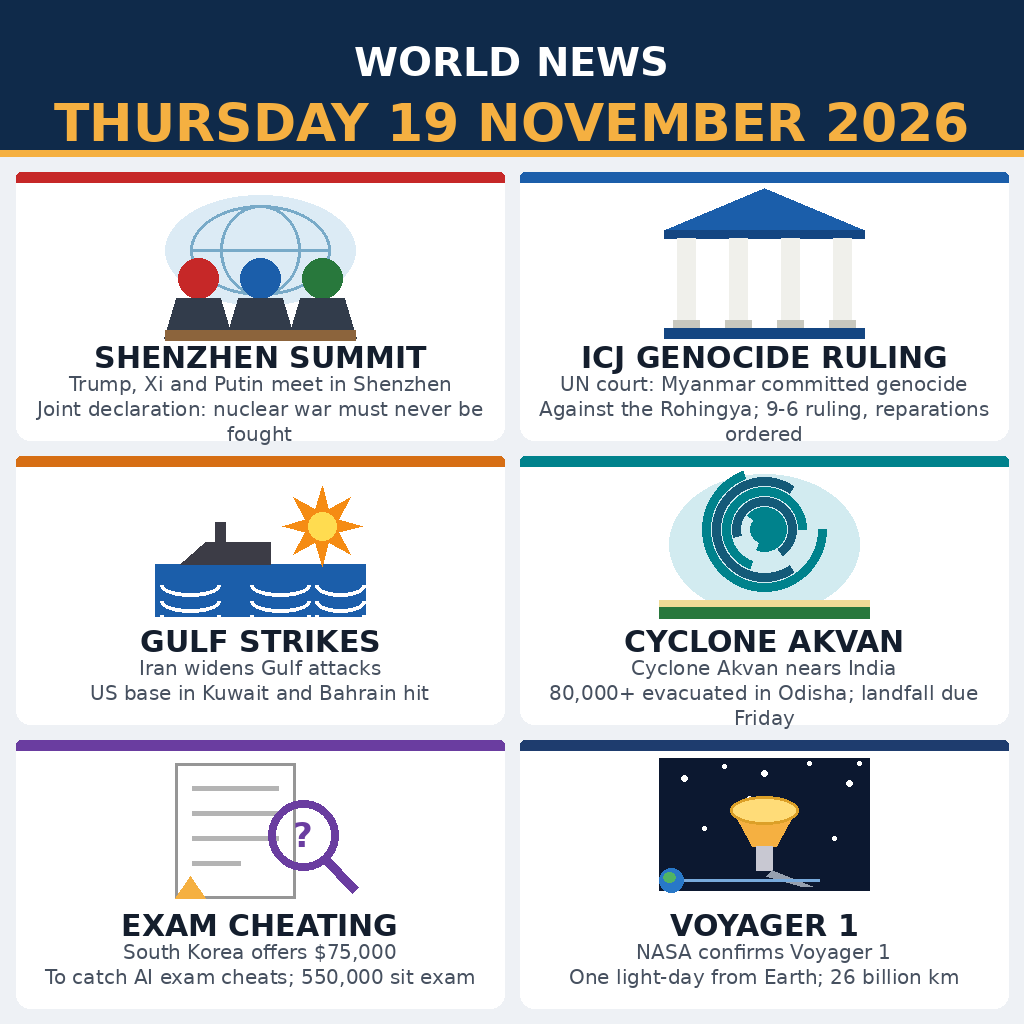 WORLD NEWS
THURSDAY 19 NOVEMBER 2026
SHENZHEN SUMMIT
Trump, Xi and Putin meet in Shenzhen
Joint declaration: nuclear war must never be
fought
ICJ GENOCIDE RULING
UN court: Myanmar committed genocide
Against the Rohingya; 9-6 ruling, reparations
ordered
GULF STRIKES
Iran widens Gulf attacks
US base in Kuwait and Bahrain hit
CYCLONE AKVAN
Cyclone Akvan nears India
80,000+ evacuated in Odisha; landfall due
Friday
?
EXAM CHEATING
South Korea offers $75,000
To catch AI exam cheats; 550,000 sit exam
VOYAGER 1
NASA confirms Voyager 1
One light-day from Earth; 26 billion km